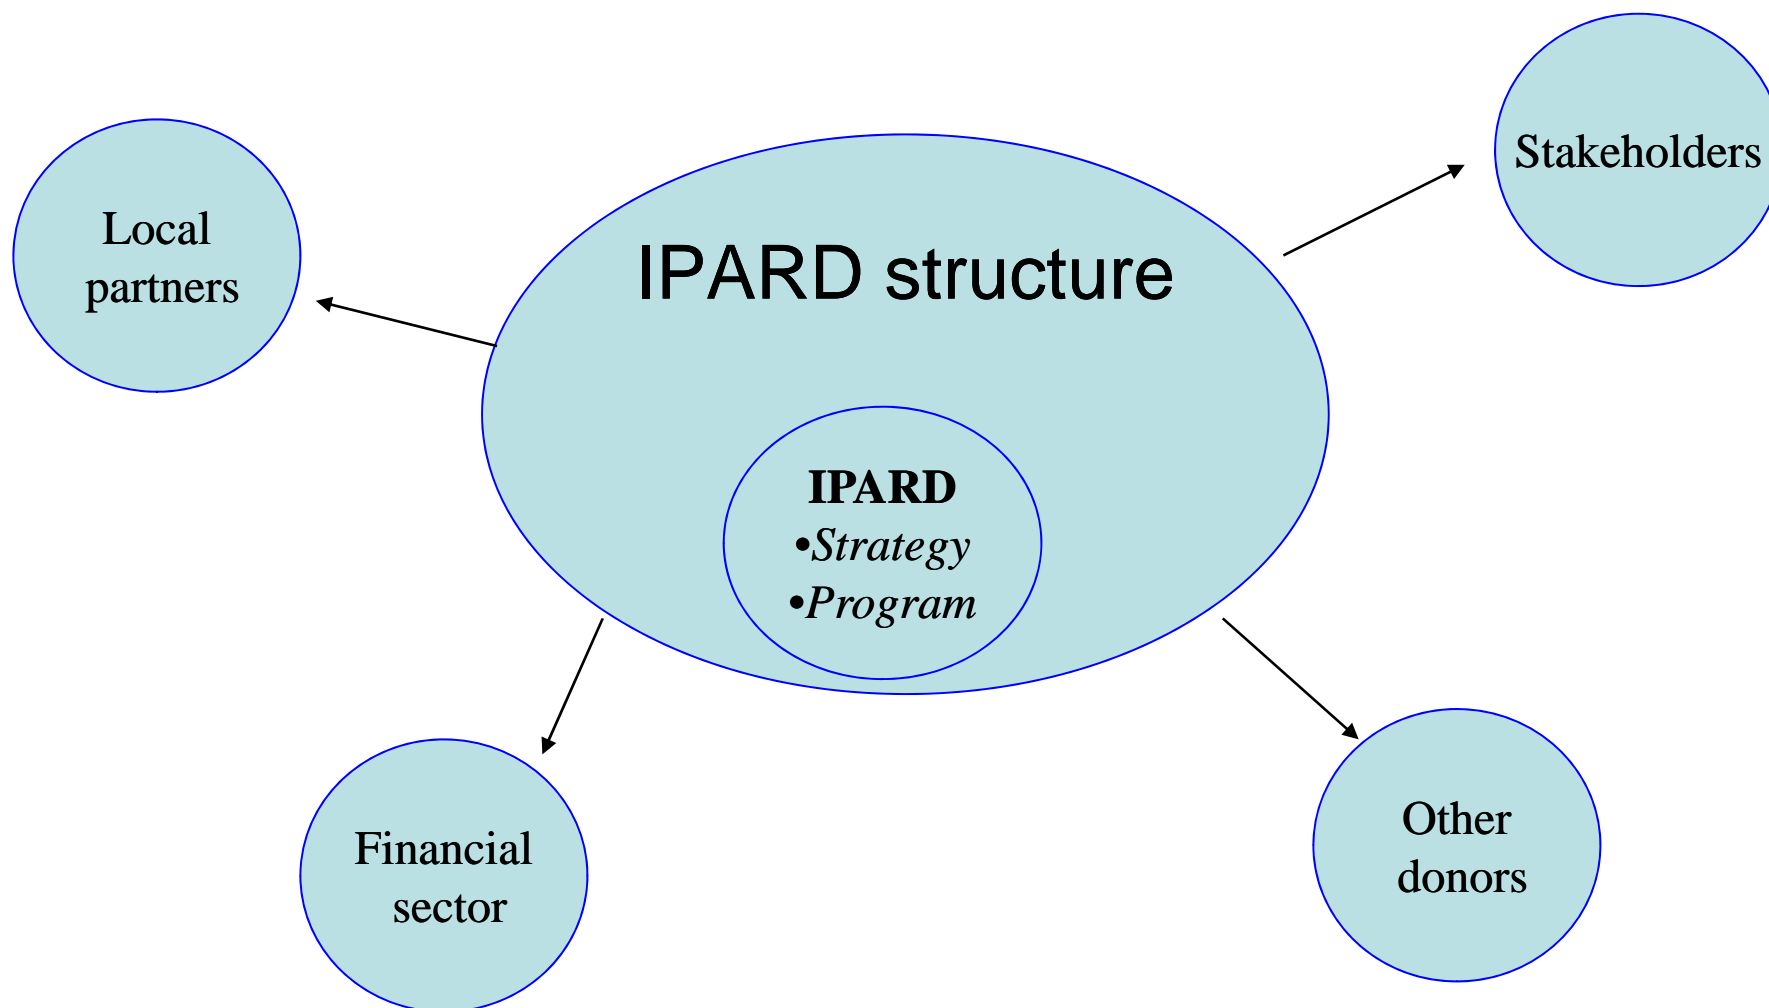 Stakeholders
Local
partners
IPARD structure
IPARD
•Strategy
•Program
Financial
sector
Other
donors